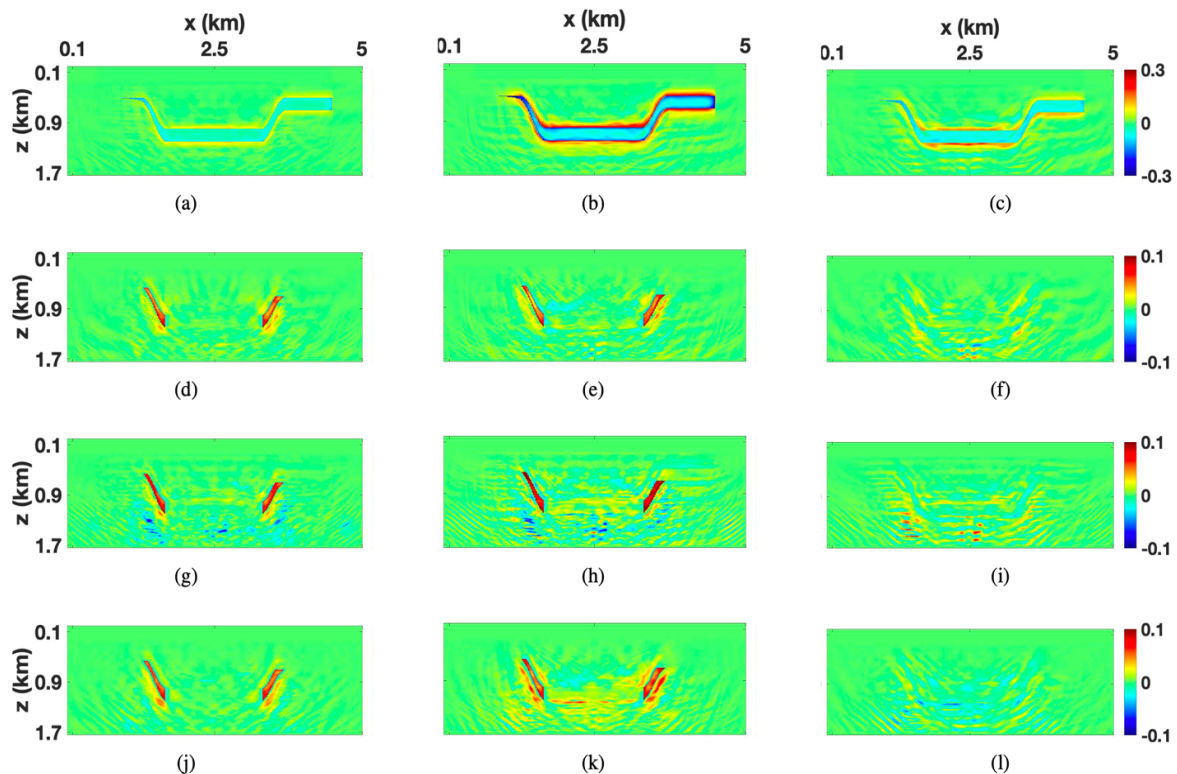 x (km) x (km) x (km)
0.1 2.5 5 0.1 2.5 5 0.1 2.5 5
0.1 0.3
z (km) 0.9 0
1.7 -0.3
(a) (b) (c)
0.1 0.1
z (km) 0.9 0
1.7 -0.1
(d) (e) (f)
0.1 0.1
z (km) 0.9 0
1.7 -0.1
(g) (h) (i)
0.1 0.1
z (km) 0.9 0
1.7 -0.1
(j) (k) (l)